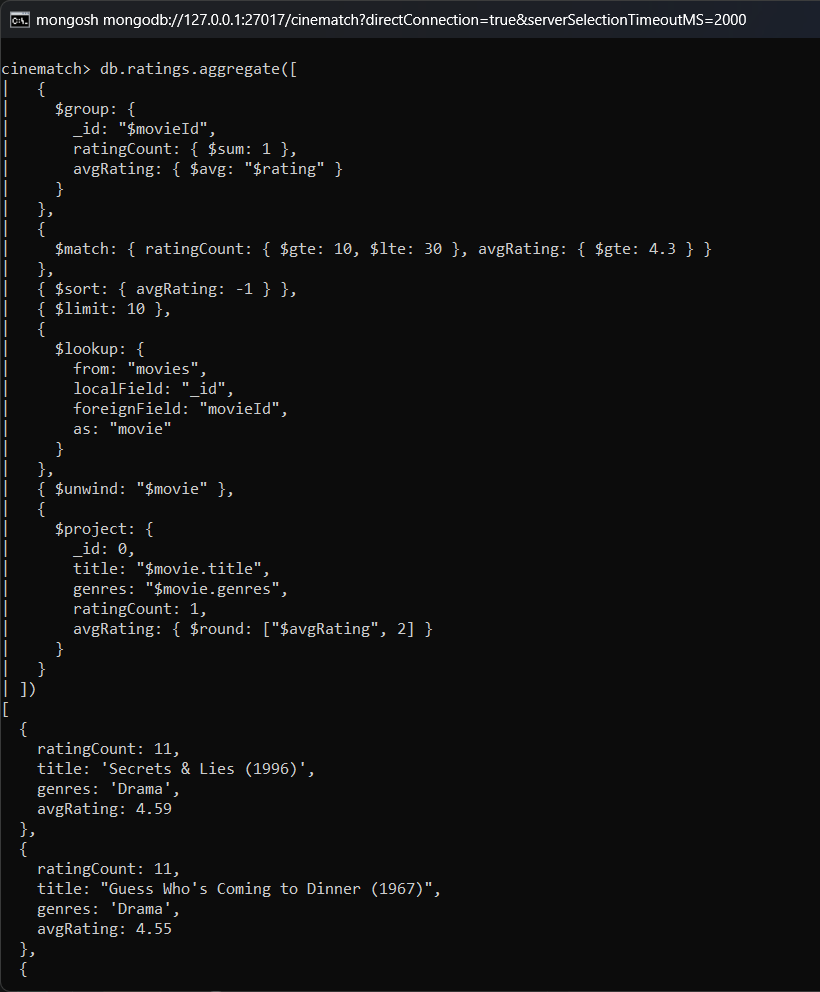 mongosh mongodb://127.0.0.1:27017/cinematch?directConnection=true&serverSelectionTimeoutMS=2000
cinematch> db.ratings.aggregate([
|   {
|     $group: {
|       _id: "$movieId",
|       ratingCount: { $sum: 1 },
|       avgRating: { $avg: "$rating" }
|     }
|   },
|   {
|     $match: { ratingCount: { $gte: 10, $lte: 30 }, avgRating: { $gte: 4.3 } }
|   },
|   { $sort: { avgRating: -1 } },
|   { $limit: 10 },
|   {
|     $lookup: {
|       from: "movies",
|       localField: "_id",
|       foreignField: "movieId",
|       as: "movie"
|     }
|   },
|   { $unwind: "$movie" },
|   {
|     $project: {
|       _id: 0,
|       title: "$movie.title",
|       genres: "$movie.genres",
|       ratingCount: 1,
|       avgRating: { $round: ["$avgRating", 2] }
|     }
|   }
| ])
[
  {
    ratingCount: 11,
    title: 'Secrets & Lies (1996)',
    genres: 'Drama',
    avgRating: 4.59
  },
  {
    ratingCount: 11,
    title: "Guess Who's Coming to Dinner (1967)",
    genres: 'Drama',
    avgRating: 4.55
  },
  {